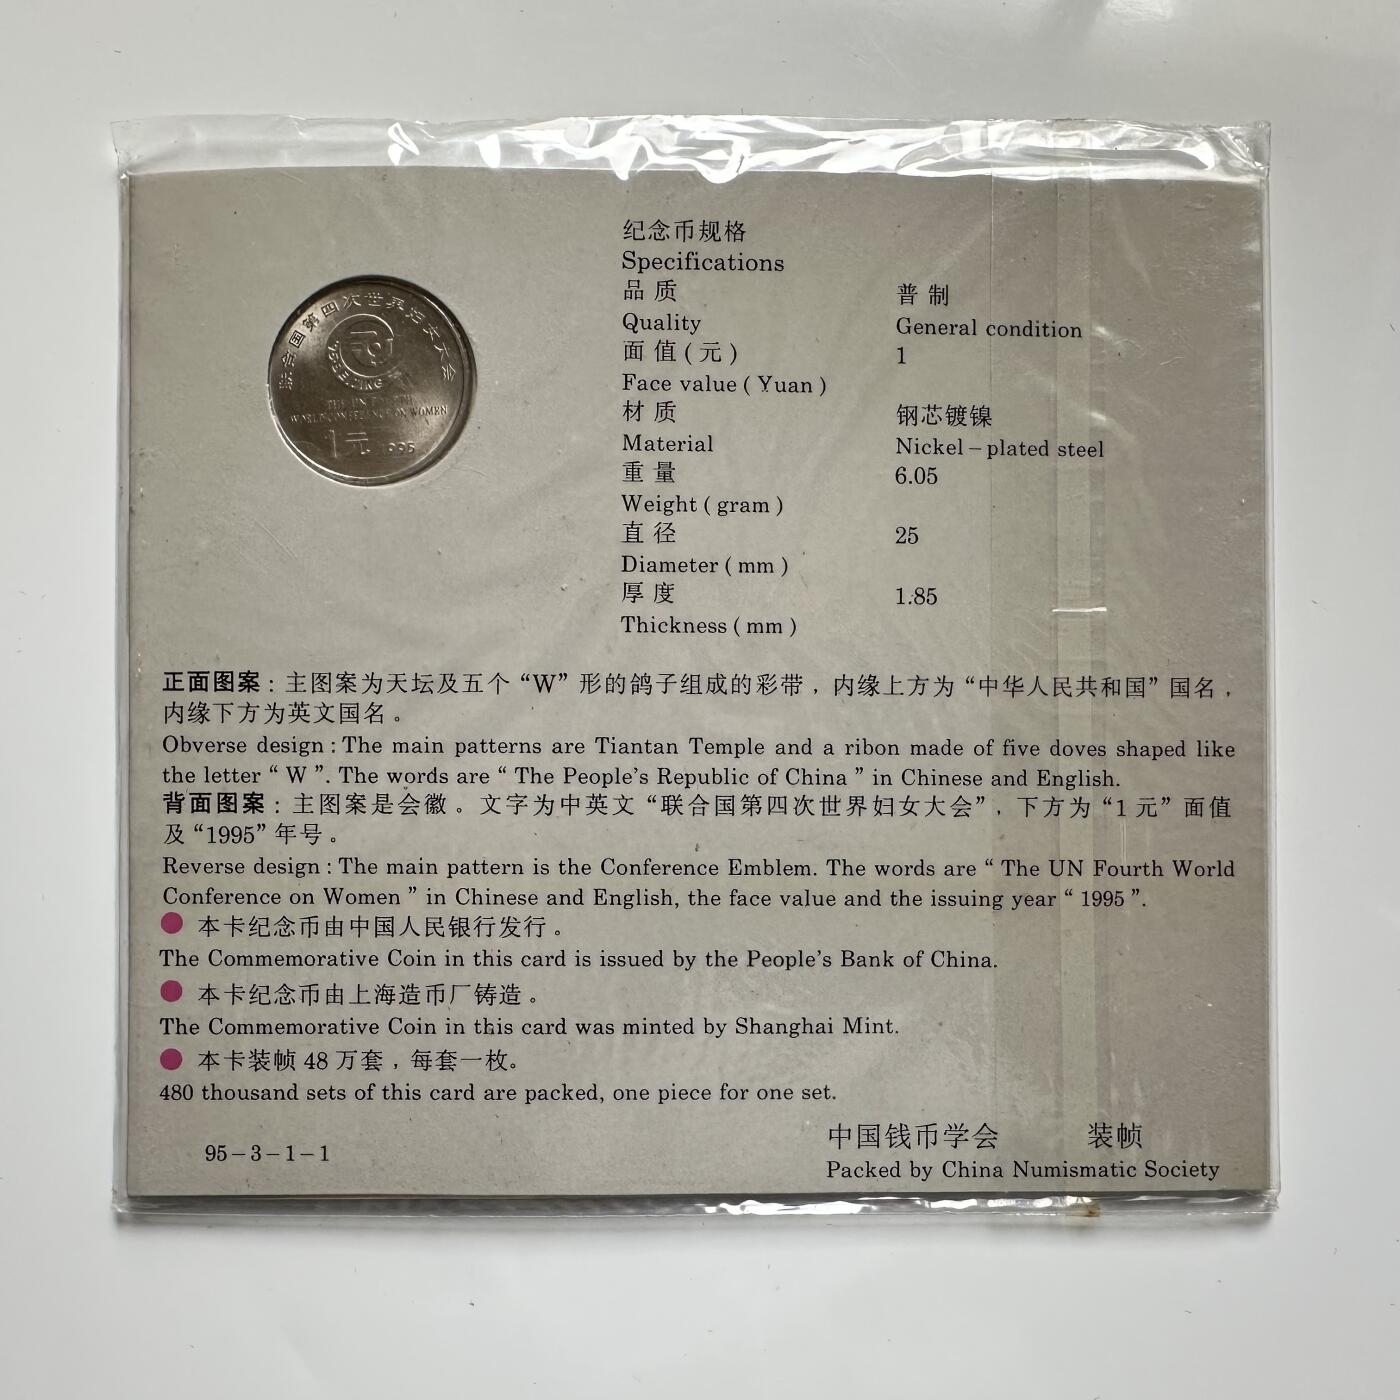 联合国第四次世界妇女大会
BEIJING
THE UN FOURTH
WORLD CONFERENCE ON WOMEN
1元 1995
纪念币规格
Specifications
品质 普制
Quality General condition
面值(元) 1
Face value (Yuan)
材质 钢芯镀镍
Material Nickel-plated steel
重量 6.05
Weight (gram)
直径 25
Diameter (mm)
厚度 1.85
Thickness (mm)
正面图案:主图案为天坛及五个“W”形的鸽子组成的彩带,内缘上方为“中华人民共和国”国名,
内缘下方为英文国名。
Obverse design: The main patterns are Tiantan Temple and a ribon made of five doves shaped like
the letter “W”. The words are “The People's Republic of China” in Chinese and English.
背面图案:主图案是会徽。文字为中英文“联合国第四次世界妇女大会”,下方为“1元”面值
及“1995”年号。
Reverse design: The main pattern is the Conference Emblem. The words are “The UN Fourth World
Conference on Women” in Chinese and English, the face value and the issuing year “1995”.
● 本卡纪念币由中国人民银行发行。
The Commemorative Coin in this card is issued by the People's Bank of China.
● 本卡纪念币由上海造币厂铸造。
The Commemorative Coin in this card was minted by Shanghai Mint.
● 本卡装帧48万套,每套一枚。
480 thousand sets of this card are packed, one piece for one set.
中国钱币学会 装帧
95-3-1-1
Packed by China Numismatic Society